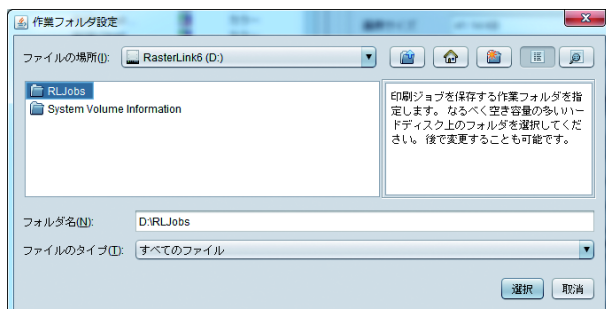 作業フォルダ設定
ファイルの場所(I): RasterLink6 (D:)
RLJobs
System Volume Information
印刷ジョブを保存する作業フォルダを指
定します。 なるべく空き容量の多いハー
ドディスク上のフォルダを選択してくだ
さい。 後で変更することも可能です。
フォルダ名(N): D:\RLJobs
ファイルのタイプ(T): すべてのファイル
選択 取消